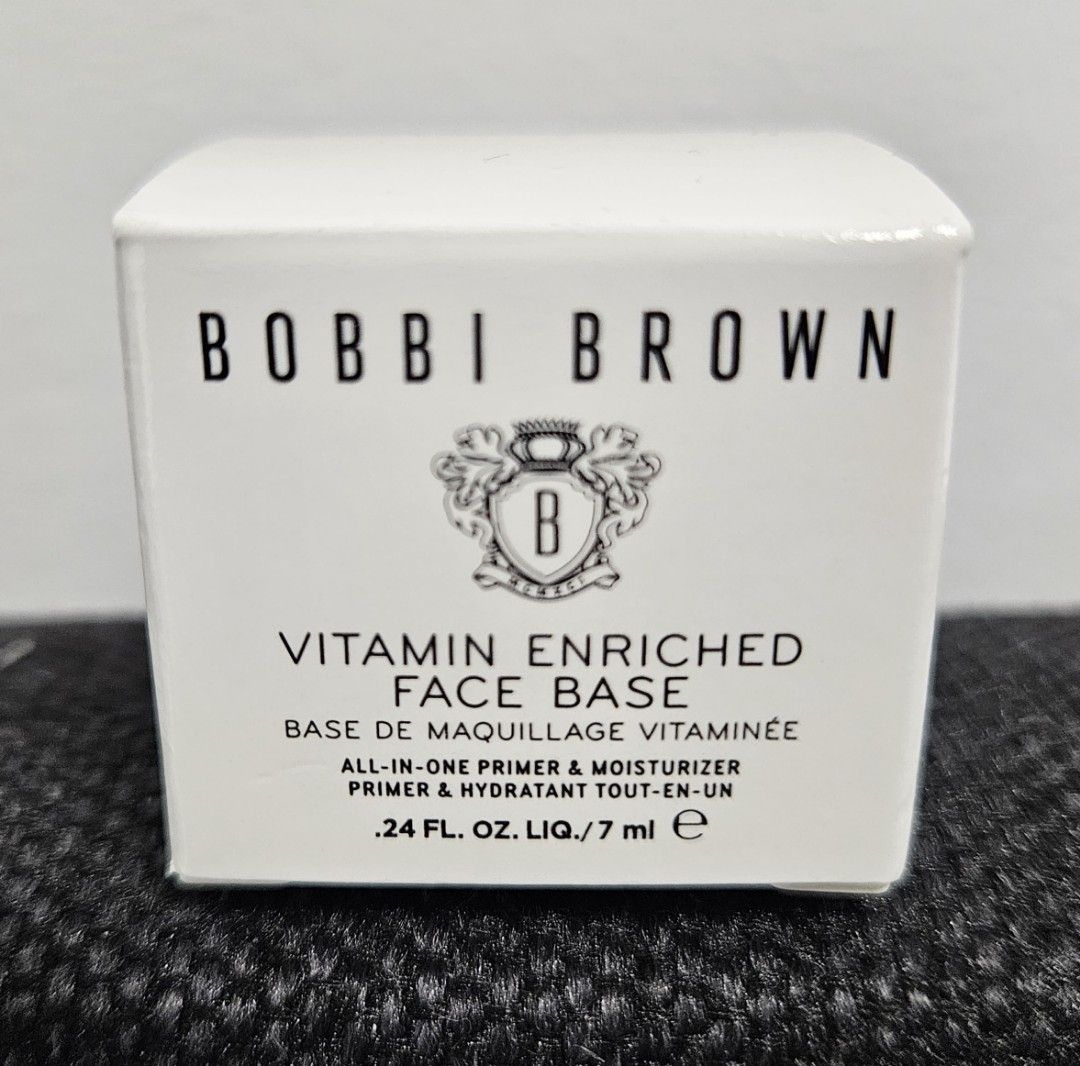 BOBBI BROWN
B
MCMXCI
VITAMIN ENRICHED
FACE BASE
BASE DE MAQUILLAGE VITAMINÉE
ALL-IN-ONE PRIMER & MOISTURIZER
PRIMER & HYDRATANT TOUT-EN-UN
.24 FL. OZ. LIQ./7 ml ℮